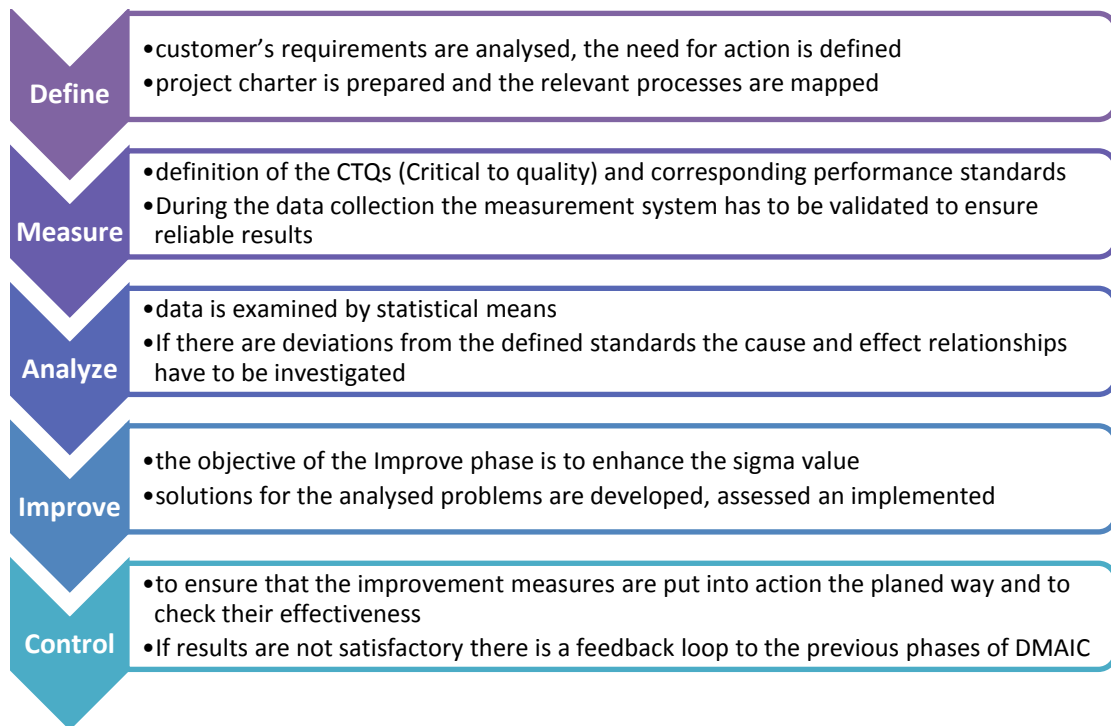 Define
•customer’s requirements are analysed, the need for action is defined
•project charter is prepared and the relevant processes are mapped
Measure
•definition of the CTQs (Critical to quality) and corresponding performance standards
•During the data collection the measurement system has to be validated to ensure
reliable results
Analyze
•data is examined by statistical means
•If there are deviations from the defined standards the cause and effect relationships
have to be investigated
Improve
•the objective of the Improve phase is to enhance the sigma value
•solutions for the analysed problems are developed, assessed an implemented
Control
•to ensure that the improvement measures are put into action the planed way and to
check their effectiveness
•If results are not satisfactory there is a feedback loop to the previous phases of DMAIC